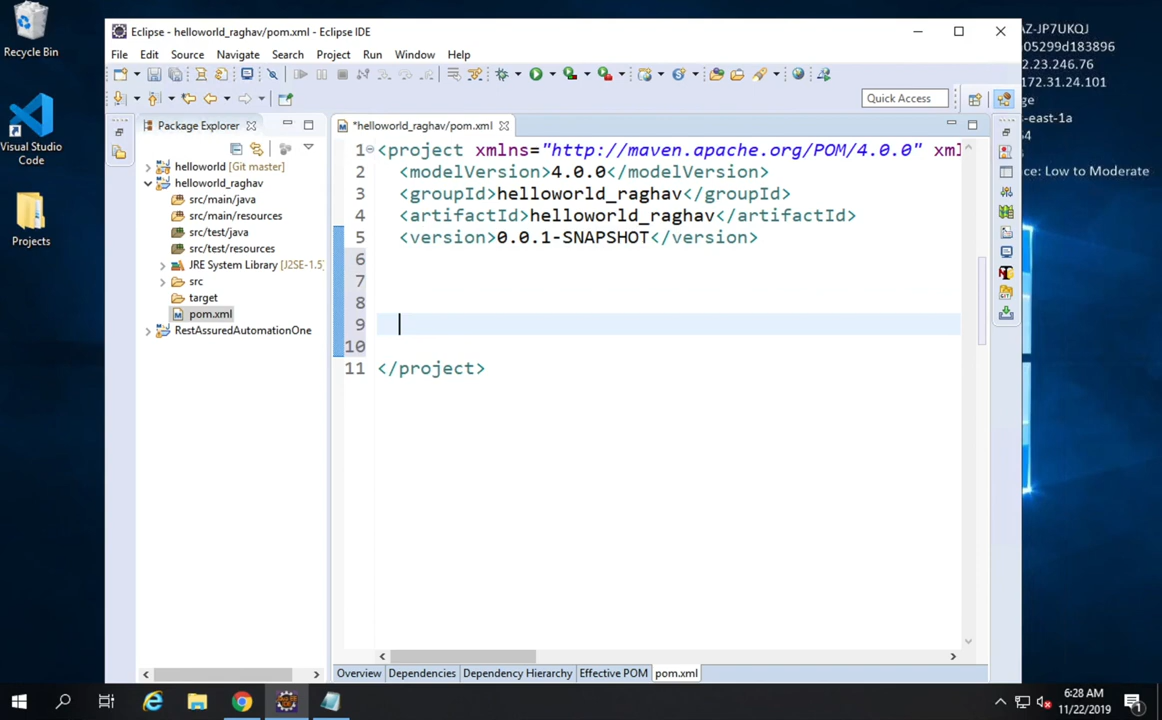 Recycle Bin
Visual Studio
Code
Projects
Eclipse - helloworld_raghav/pom.xml - Eclipse IDE
File Edit Source Navigate Search Project Run Window Help
Quick Access
Package Explorer
helloworld [Git master]
helloworld_raghav
src/main/java
src/main/resources
src/test/java
src/test/resources
JRE System Library [J2SE-1.5]
src
target
pom.xml
RestAssuredAutomationOne
*helloworld_raghav/pom.xml
1 <project xmlns="http://maven.apache.org/POM/4.0.0" xml
2 <modelVersion>4.0.0</modelVersion>
3 <groupId>helloworld_raghav</groupId>
4 <artifactId>helloworld_raghav</artifactId>
5 <version>0.0.1-SNAPSHOT</version>
6
7
8
9
10
11 </project>
Overview Dependencies Dependency Hierarchy Effective POM pom.xml
AZ-JP7UKQJ
05299d183896
2.23.246.76
172.31.24.101
ge
-east-1a
64
ce: Low to Moderate
6:28 AM
11/22/2019
1